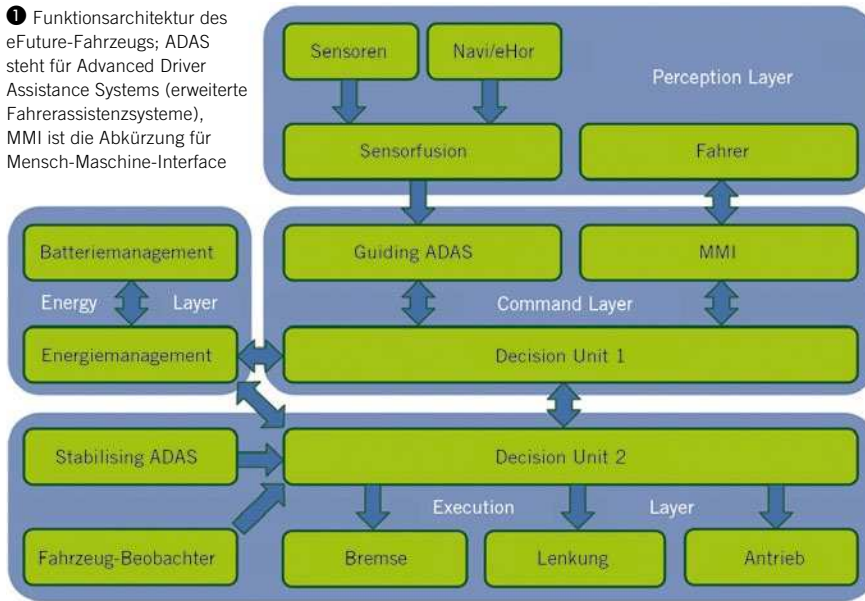 ❶ Funktionsarchitektur des
eFuture-Fahrzeugs; ADAS
steht für Advanced Driver
Assistance Systems (erweiterte
Fahrerassistenzsysteme),
MMI ist die Abkürzung für
Mensch-Maschine-Interface
Sensoren
Navi/eHor
Perception Layer
Sensorfusion
Fahrer
Batteriemanagement
Guiding ADAS
MMI
Energy Layer
Command Layer
Energiemanagement
Decision Unit 1
Stabilising ADAS
Decision Unit 2
Execution Layer
Fahrzeug-Beobachter
Bremse
Lenkung
Antrieb